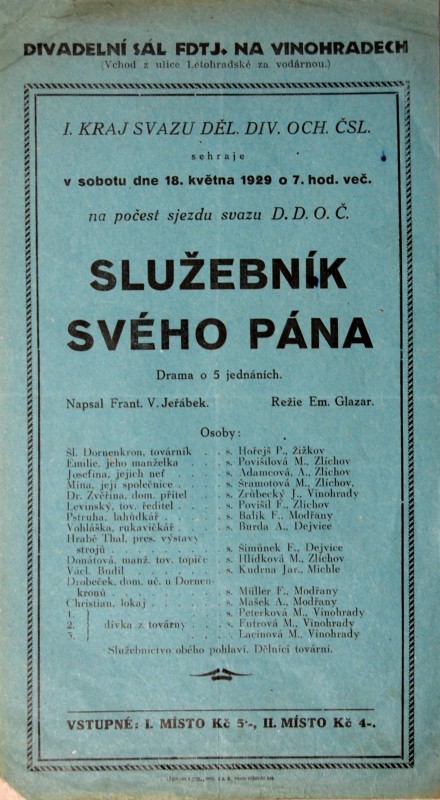 DIVADELNÍ SÁL FDTJ. NA VINOHRADECH
(Vchod z ulice Letohradské za vodárnou.)
I. KRAJ SVAZU DĚL. DIV. OCH. ČSL.
sehraje
v sobotu dne 18. května 1929 o 7. hod. več.
na počest sjezdu svazu D. D. O. Č.
SLUŽEBNÍK
SVÉHO PÁNA
Drama o 5 jednáních.
Napsal Frant. V. Jeřábek. Režie Em. Glazar.
Osoby:
Šl. Dornenkron, továrník . . . s. Hořejš P., Žižkov
Emilie, jeho manželka . . . s. Povišilová M., Zlíchov
Josefina, jejich neť . . . s. Adamcová, A., Zlíchov
Mína, její společnice . . . s. Šramotová M., Zlíchov,
Dr. Zvěřina, dom. přítel . . s. Zrůbecký J., Vinohrady
Levinský, tov. ředitel . . . s. Povišil F., Zlíchov
Pstruha, lahůdkář . . . s. Balík F., Modřany
Vohláška, rukavičkář . . . s. Burda A., Dejvice
Hrabě Thal, pres. výstavy
strojů . . . s. Šimůnek F., Dejvice
Donátová, manž. tov. topiče s. Hlídková M., Zlíchov
Václ. Budil . . . s. Kudrna Jar., Michle
Drobeček, dom. uč. u Dornen-
kronů . . . s. Müller F., Modřany
Christian, lokaj . . . s. Mašek A., Modřany
1. . . . s. Peterková M., Vinohrady
2. } dívka z továrny . . . s. Futrová M., Vinohrady
3. . . . s. Lacinová M., Vinohrady
Služebnictvo obého pohlaví. Dělníci tovární.
VSTUPNÉ: I. MÍSTO Kč 5·-, II. MÍSTO Kč 4·-.